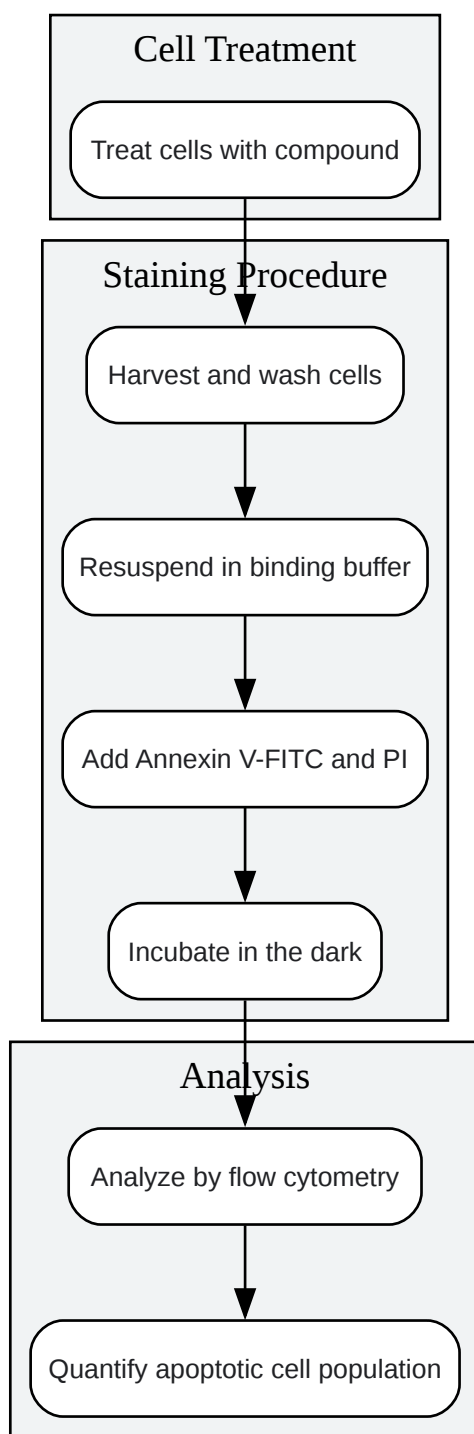 Cell Treatment
Treat cells with compound
Staining Procedure
Harvest and wash cells
Resuspend in binding buffer
Add Annexin V-FITC and PI
Incubate in the dark
Analysis
Analyze by flow cytometry
Quantify apoptotic cell population